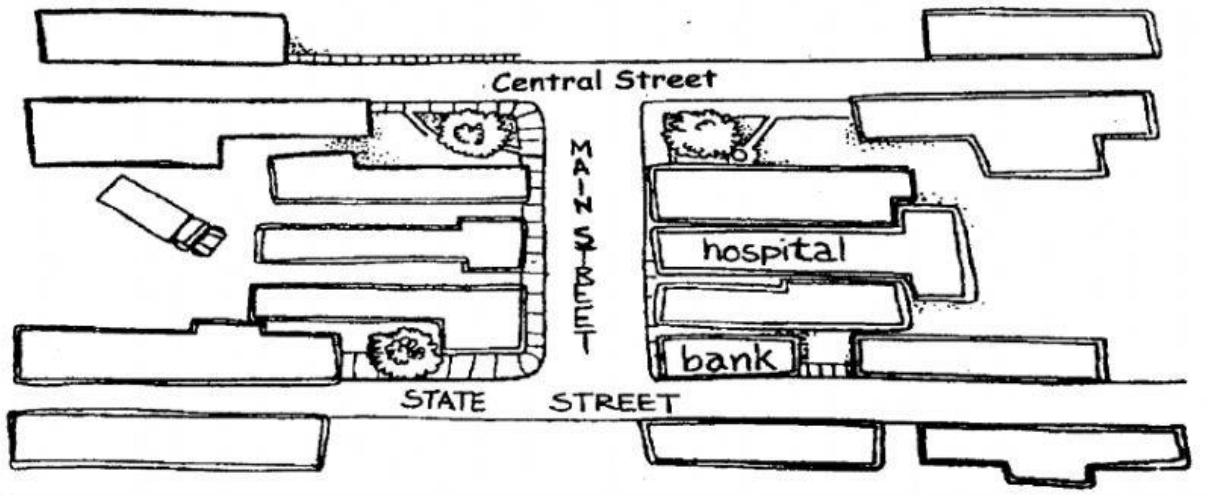 Central Street
MAIN STREET
hospital
bank
STATE STREET